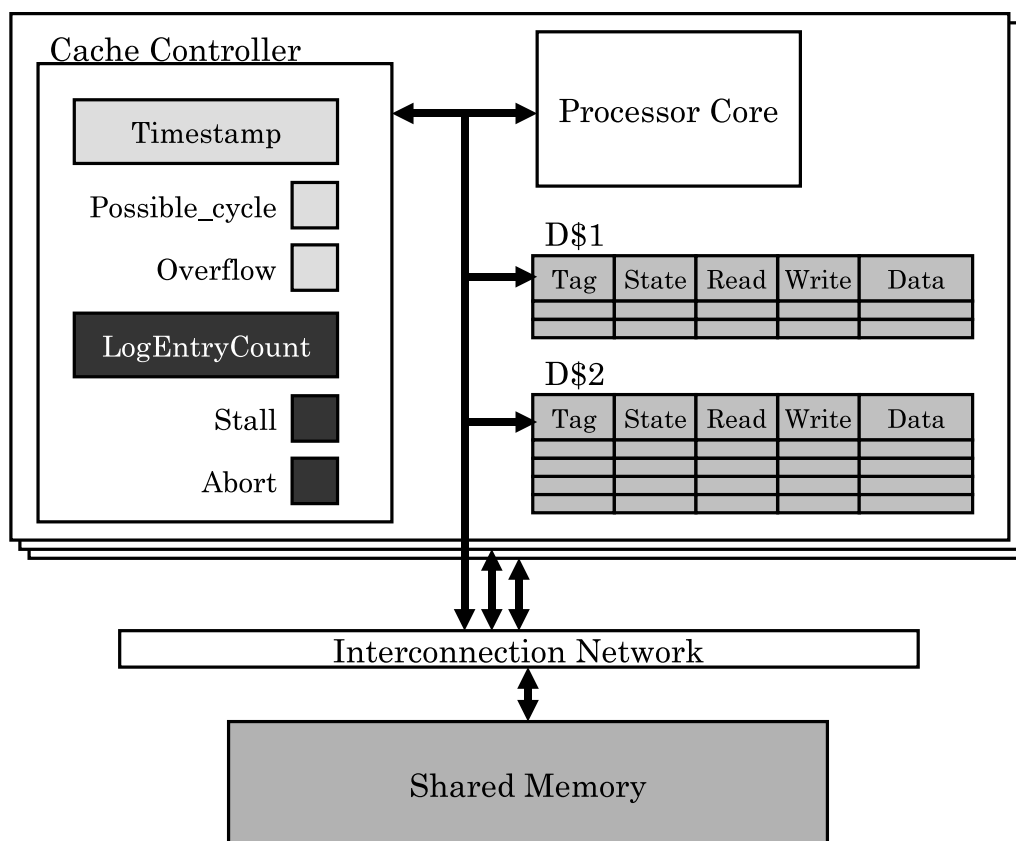 Cache Controller
Timestamp
Possible_cycle
Overflow
LogEntryCount
Stall
Abort
Processor Core
D$1
Tag State Read Write Data
D$2
Tag State Read Write Data
Interconnection Network
Shared Memory